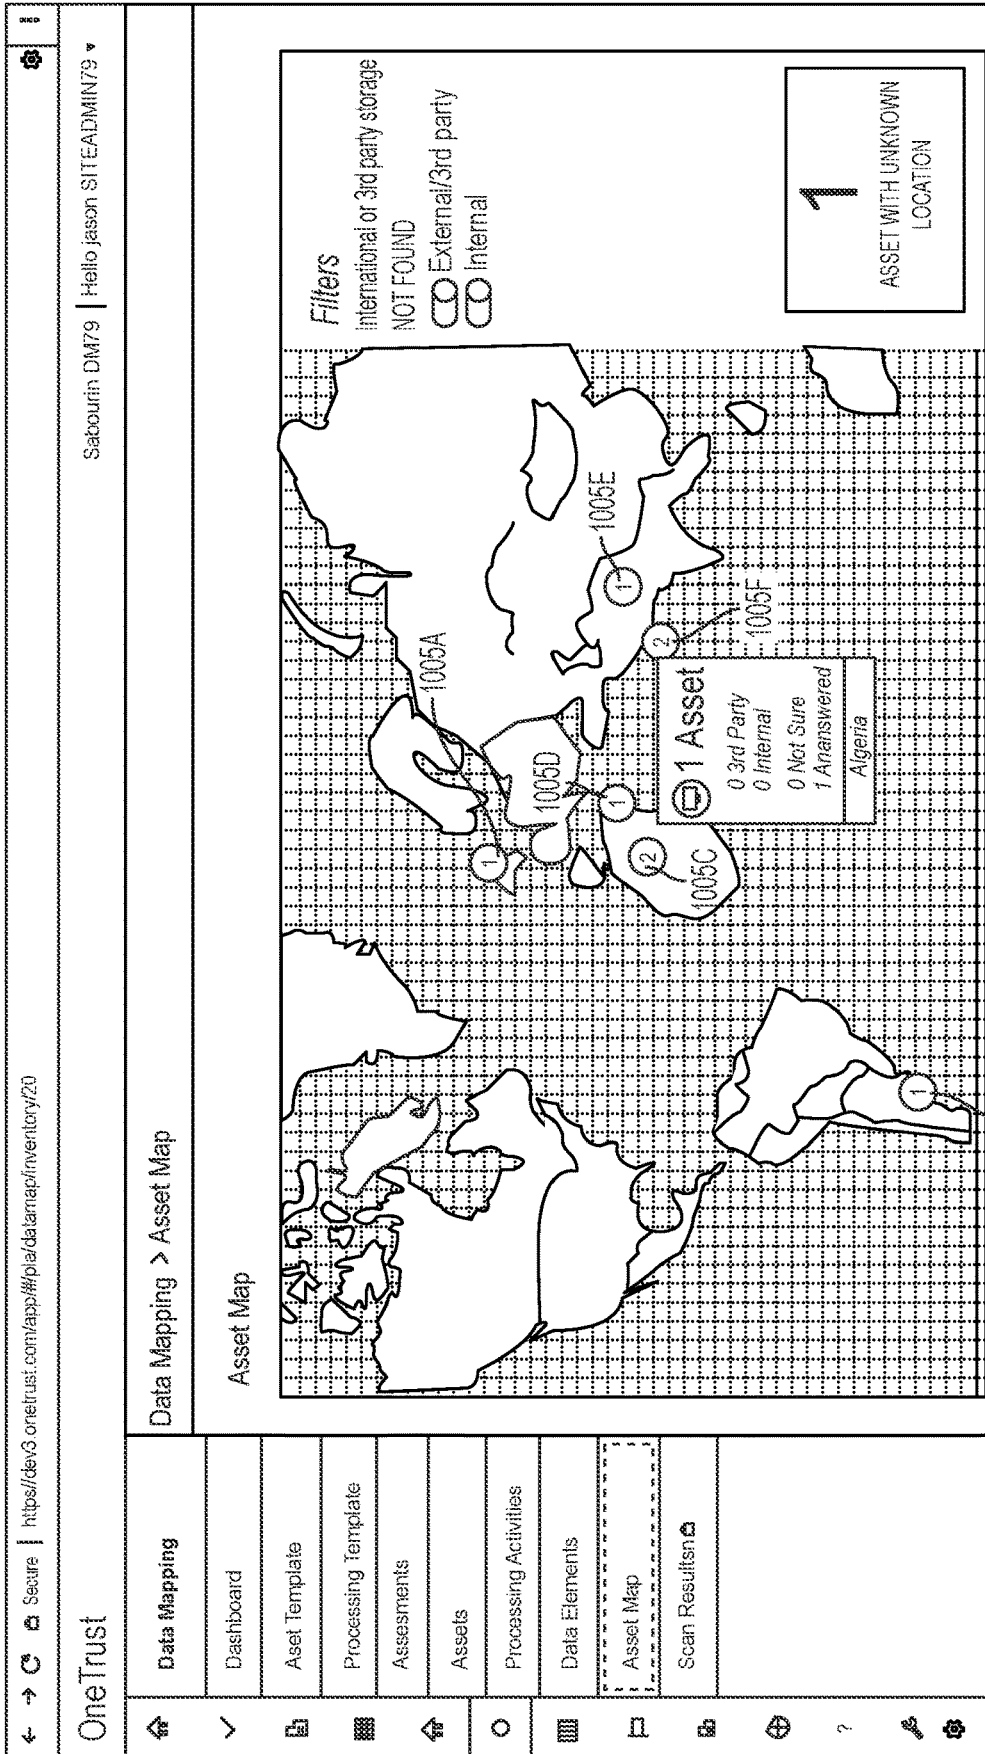 Secure | https//dev3.onetrust.com/app/#/pia/datamap/inventory/20
OneTrust
Sabourin DM79 | Hello jason SITEADMIN79
Data Mapping
Dashboard
Aset Template
Processing Template
Assesments
Assets
Processing Activities
Data Elements
Asset Map
Scan Resultsn
?
Data Mapping > Asset Map
Asset Map
Filters
International or 3rd party storage
NOT FOUND
External/3rd party
Internal
1
ASSET WITH UNKNOWN
LOCATION
1005A
1
1005D
1
1005E
1
2
1005C
2
1005F
1 Asset
0 3rd Party
0 Internal
0 Not Sure
1 Ananswered
Algeria
1